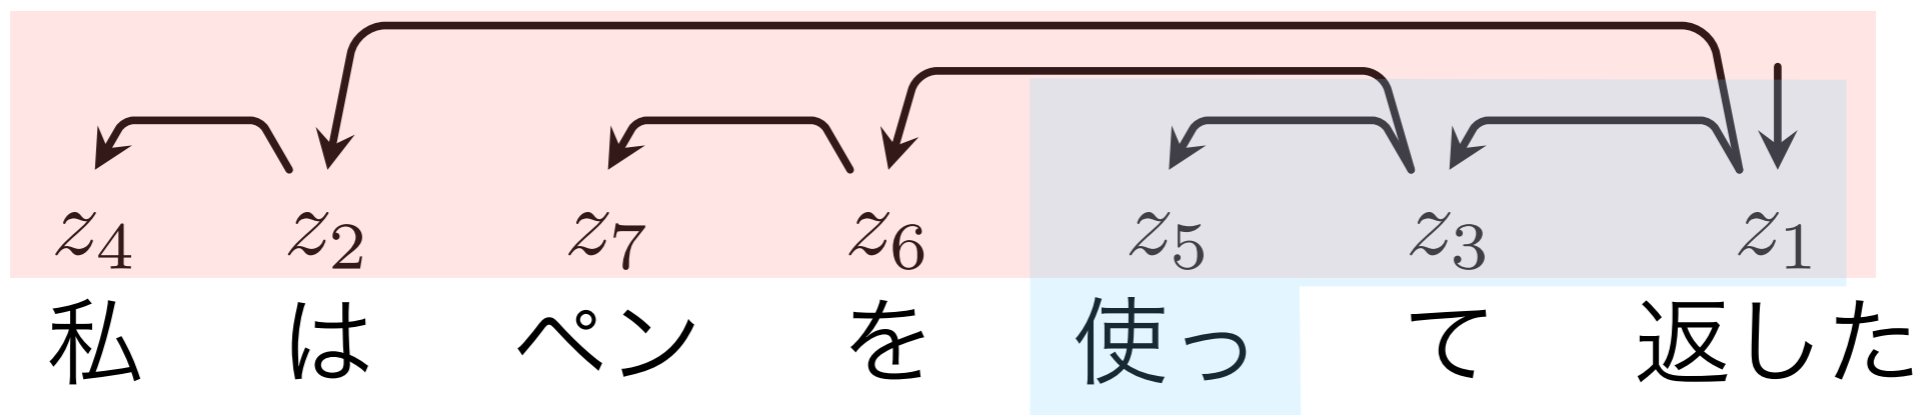 z₄ z₂ z₇ z₆ z₅ z₃ z₁
私 は ペン を 使っ て 返した